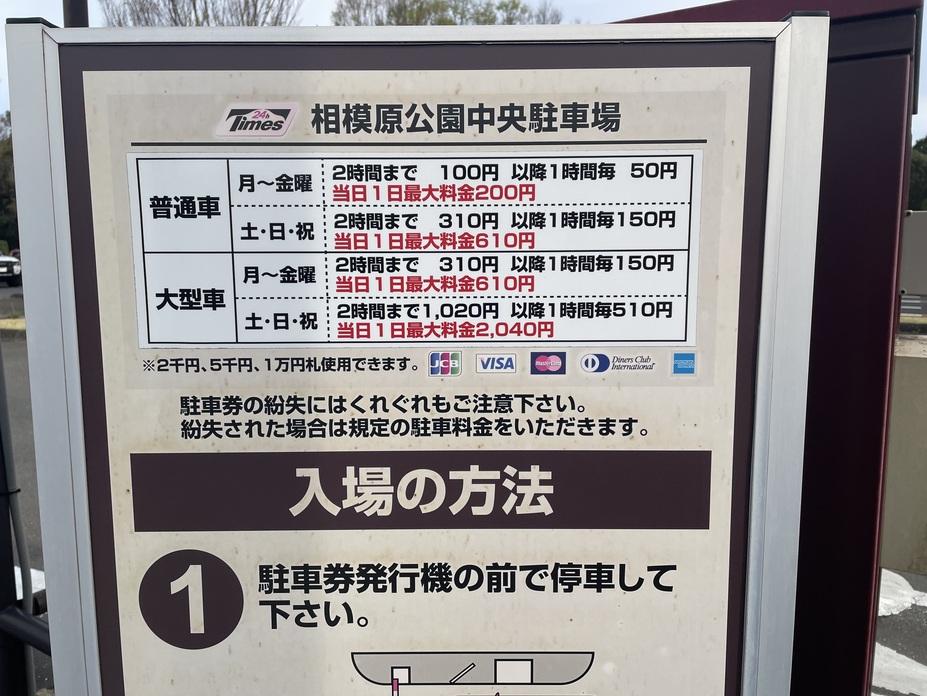 24h Times 相模原公園中央駐車場
普通車 月～金曜 2時間まで 100円 以降1時間毎 50円
当日1日最大料金200円
土・日・祝 2時間まで 310円 以降1時間毎150円
当日1日最大料金610円
大型車 月～金曜 2時間まで 310円 以降1時間毎150円
当日1日最大料金610円
土・日・祝 2時間まで1,020円 以降1時間毎510円
当日1日最大料金2,040円
※2千円、5千円、1万円札使用できます。 JCB VISA MasterCard Diners Club International
駐車券の紛失にはくれぐれもご注意下さい。
紛失された場合は規定の駐車料金をいただきます。
入場の方法
1 駐車券発行機の前で停車して
下さい。